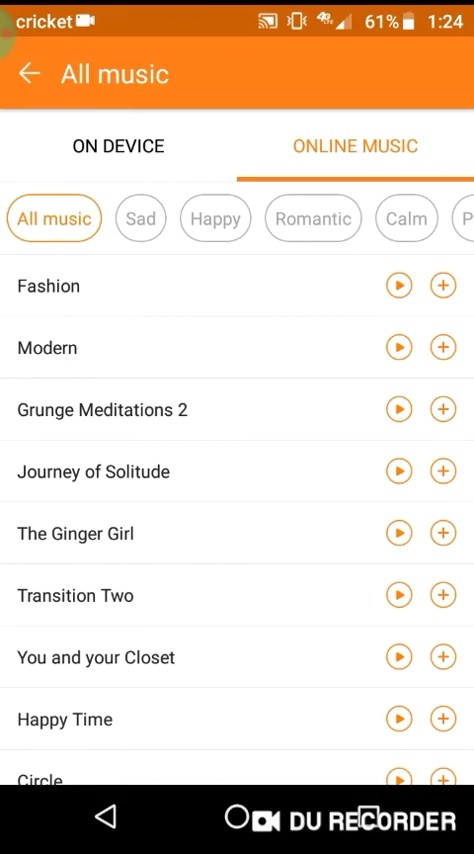 cricket 4G LTE 61% 1:24
All music
ON DEVICE ONLINE MUSIC
All music Sad Happy Romantic Calm P
Fashion
Modern
Grunge Meditations 2
Journey of Solitude
The Ginger Girl
Transition Two
You and your Closet
Happy Time
Circle
DU RECORDER